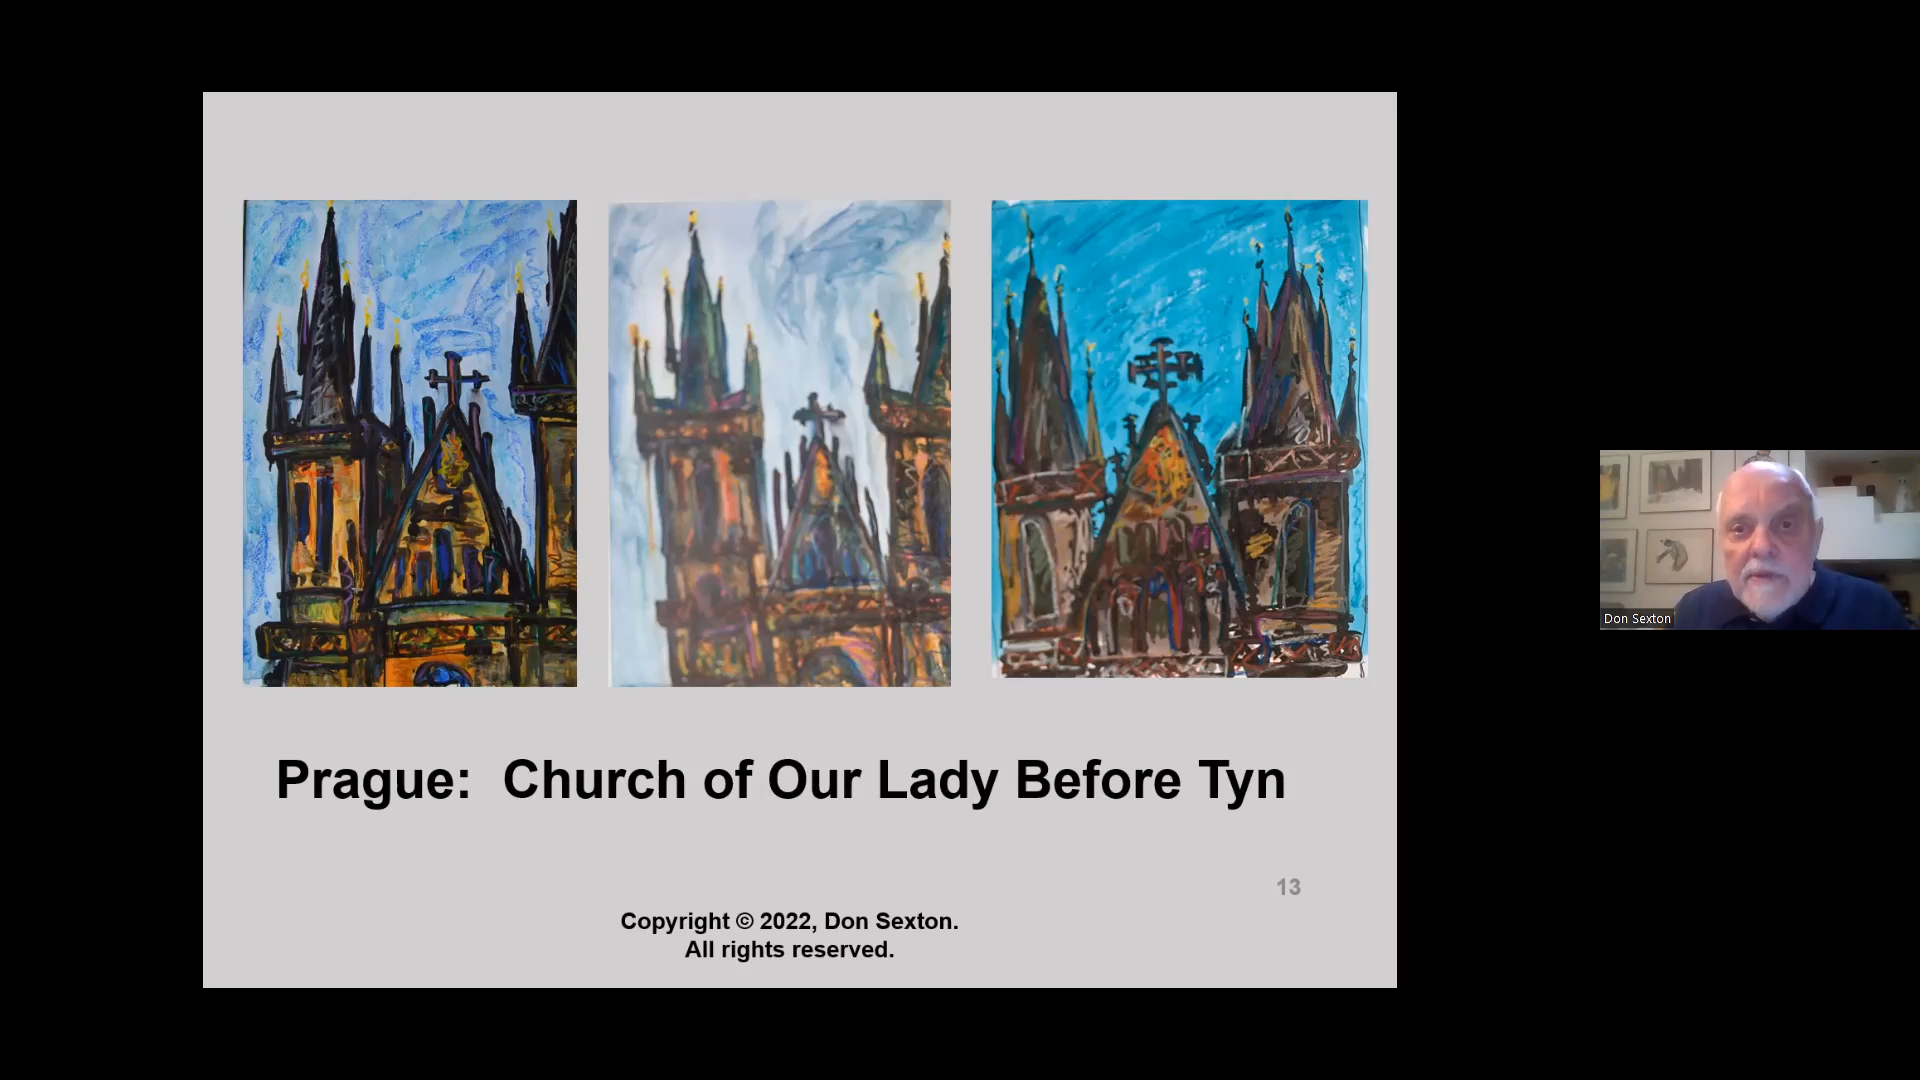 Prague:  Church of Our Lady Before Tyn
13
Copyright © 2022, Don Sexton.
All rights reserved.
Don Sexton